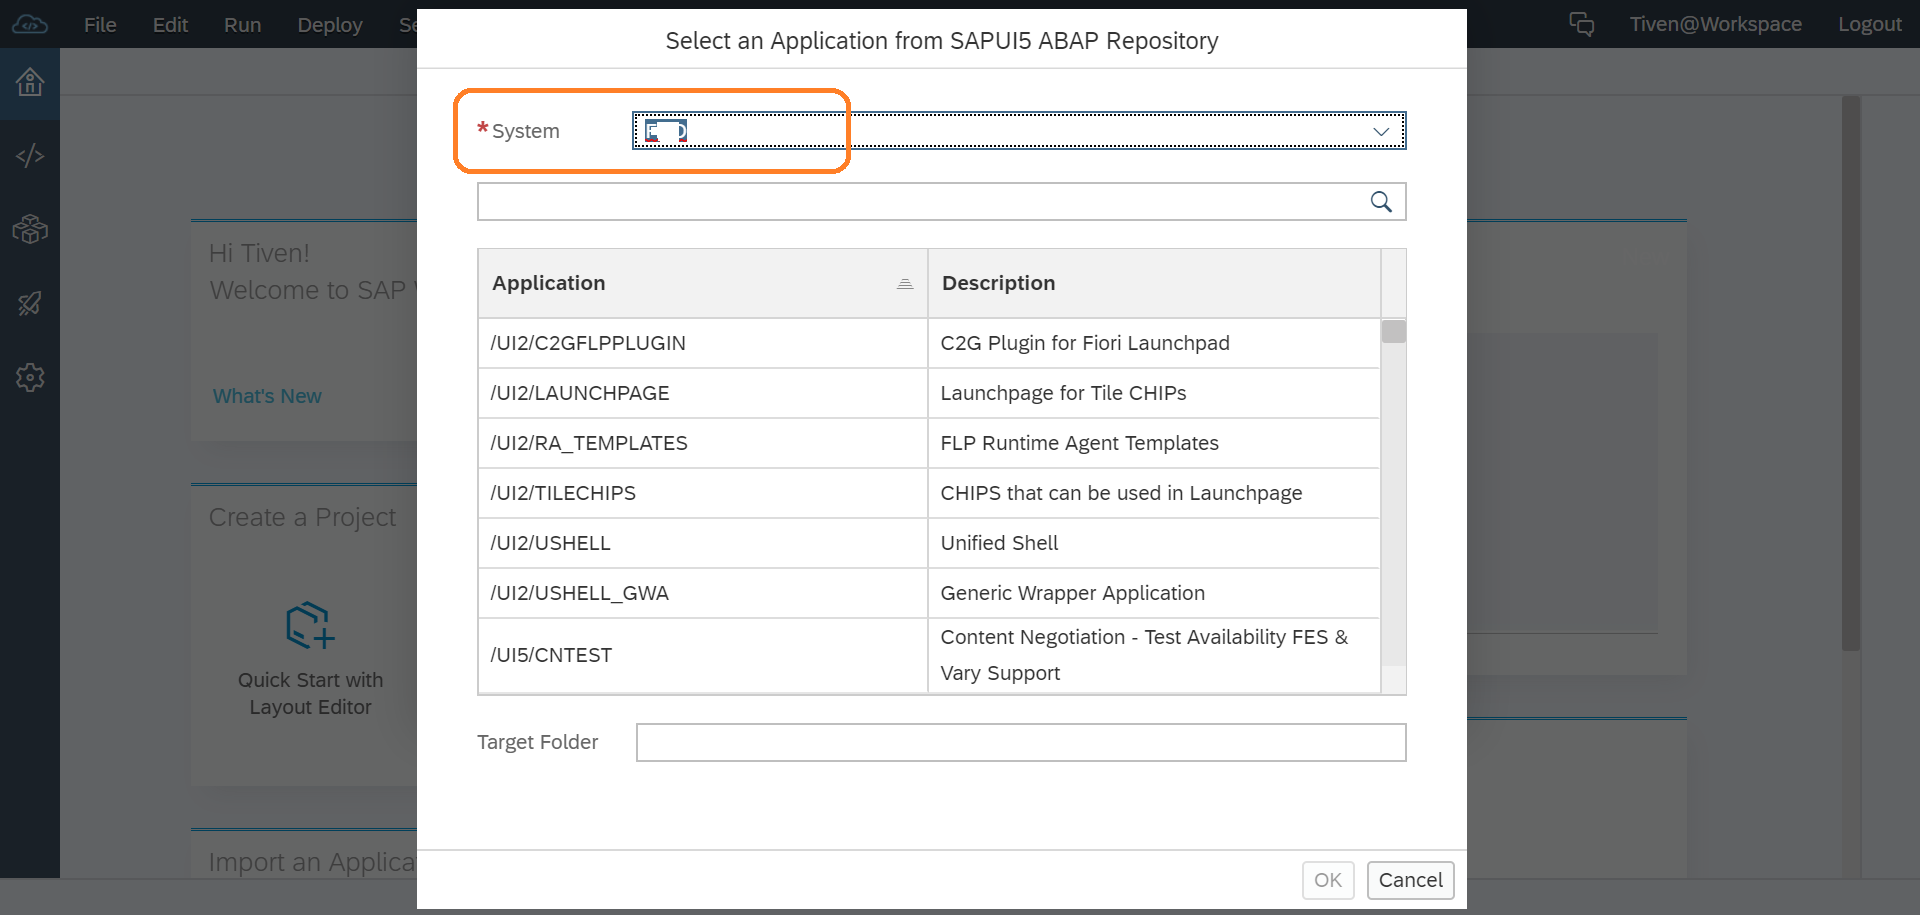 File Edit Run Deploy
Tiven@Workspace Logout
Select an Application from SAPUI5 ABAP Repository
*System
Hi Tiven!
Welcome to SAP
What's New
Create a Project
Quick Start with
Layout Editor
Import an
Application Description
/UI2/C2GFLPPLUGIN C2G Plugin for Fiori Launchpad
/UI2/LAUNCHPAGE Launchpage for Tile CHIPs
/UI2/RA_TEMPLATES FLP Runtime Agent Templates
/UI2/TILECHIPS CHIPS that can be used in Launchpage
/UI2/USHELL Unified Shell
/UI2/USHELL_GWA Generic Wrapper Application
/UI5/CNTEST Content Negotiation - Test Availability FES &
Vary Support
Target Folder
OK Cancel